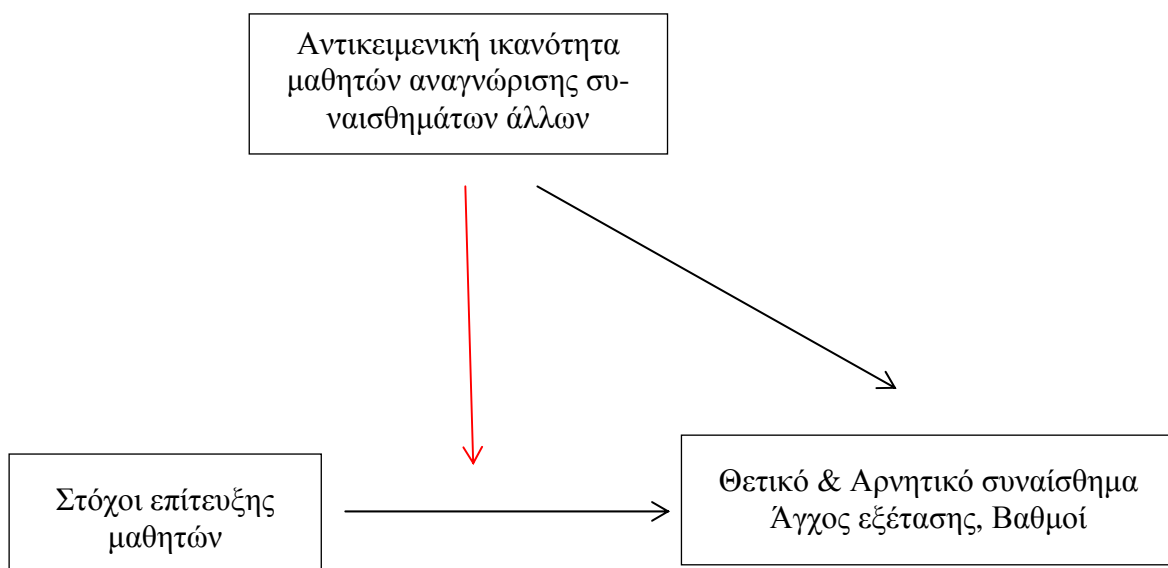 Αντικειμενική ικανότητα
μαθητών αναγνώρισης συ-
ναισθημάτων άλλων
Στόχοι επίτευξης
μαθητών
Θετικό & Αρνητικό συναίσθημα
Άγχος εξέτασης, Βαθμοί